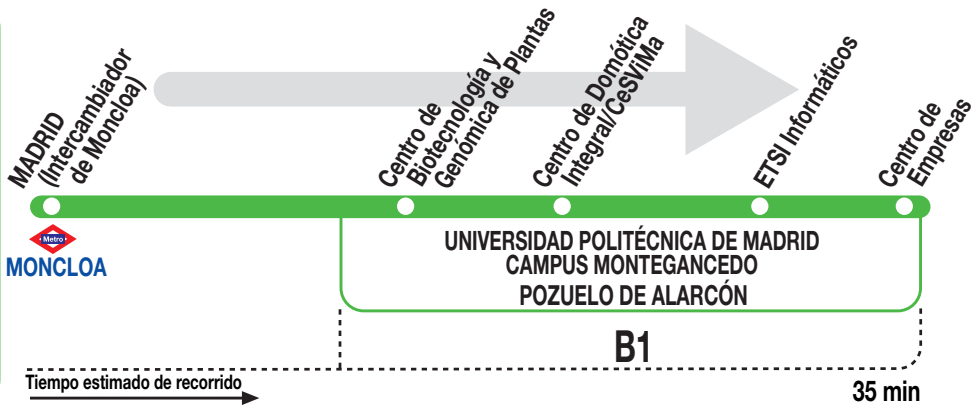 MADRID
(Intercambiador
de Moncloa)
Centro de
Biotecnología y
Genómica de Plantas
Centro de Domótica
Integral/CeSViMa
ETSI Informáticos
Centro de
Empresas
Metro
MONCLOA
UNIVERSIDAD POLITÉCNICA DE MADRID
CAMPUS MONTEGANCEDO
POZUELO DE ALARCÓN
B1
Tiempo estimado de recorrido
35 min